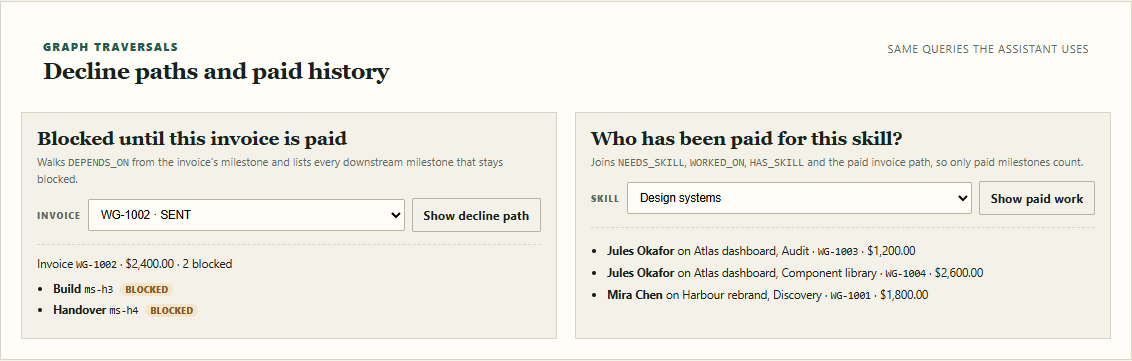 GRAPH TRAVERSALS
Decline paths and paid history
SAME QUERIES THE ASSISTANT USES
Blocked until this invoice is paid
Walks DEPENDS_ON from the invoice's milestone and lists every downstream milestone that stays
blocked.
INVOICE WG-1002 · SENT Show decline path
Invoice WG-1002 · $2,400.00 · 2 blocked
• Build ms-h3 BLOCKED
• Handover ms-h4 BLOCKED
Who has been paid for this skill?
Joins NEEDS_SKILL, WORKED_ON, HAS_SKILL and the paid invoice path, so only paid milestones count.
SKILL Design systems Show paid work
• Jules Okafor on Atlas dashboard, Audit · WG-1003 · $1,200.00
• Jules Okafor on Atlas dashboard, Component library · WG-1004 · $2,600.00
• Mira Chen on Harbour rebrand, Discovery · WG-1001 · $1,800.00